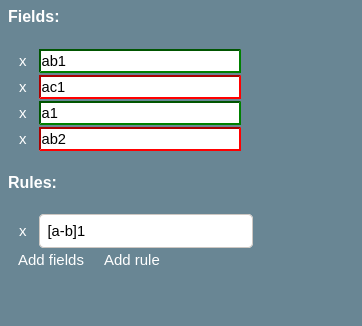 Fields:
x ab1
x ac1
x a1
x ab2
Rules:
x [a-b]1
Add fields Add rule